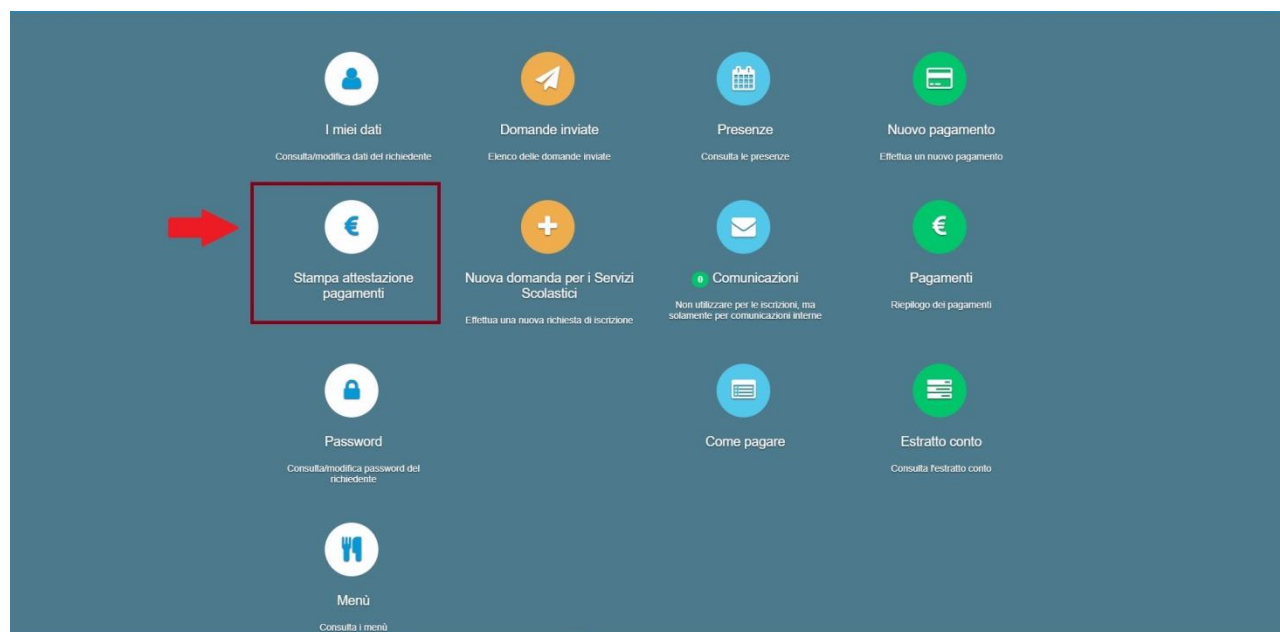 I miei dati
Consulta/modifica dati del richiedente
Domande inviate
Elenco delle domande inviate
Presenze
Consulta le presenze
Nuovo pagamento
Effettua un nuovo pagamento
€
Stampa attestazione
pagamenti
Nuova domanda per i Servizi
Scolastici
Effettua una nuova richiesta di iscrizione
0 Comunicazioni
Non utilizzare per le iscrizioni, ma
solamente per comunicazioni interne
€
Pagamenti
Riepilogo dei pagamenti
Password
Consulta/modifica password del
richiedente
Come pagare
Estratto conto
Consulta l'estratto conto
Menù
Consulta i menù